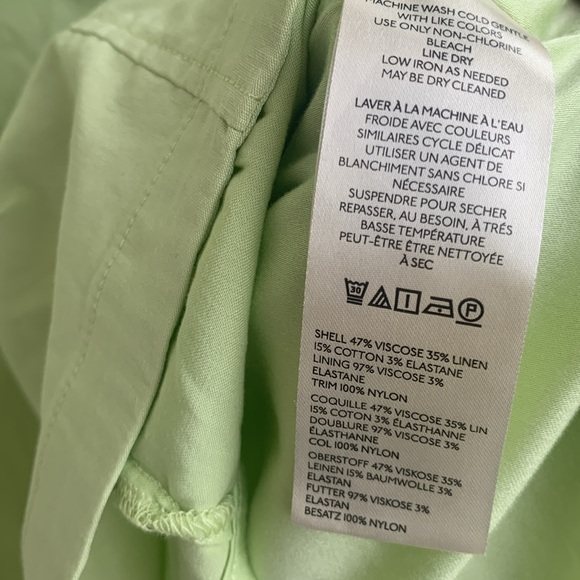 MACHINE WASH COLD GENTLE
WITH LIKE COLORS
USE ONLY NON-CHLORINE
BLEACH
LINE DRY
LOW IRON AS NEEDED
MAY BE DRY CLEANED
LAVER À LA MACHINE À L'EAU
FROIDE AVEC COULEURS
SIMILAIRES CYCLE DÉLICAT
UTILISER UN AGENT DE
BLANCHIMENT SANS CHLORE SI
NÉCESSAIRE
SUSPENDRE POUR SECHER
REPASSER, AU BESOIN, À TRÉS
BASSE TEMPÉRATURE
PEUT-ÊTRE ÊTRE NETTOYÉE
À SEC
30 P
SHELL 47% VISCOSE 35% LINEN
15% COTTON 3% ELASTANE
LINING 97% VISCOSE 3%
ELASTANE
TRIM 100% NYLON
COQUILLE 47% VISCOSE 35% LIN
15% COTON 3% ÉLASTHANNE
DOUBLURE 97% VISCOSE 3%
ÉLASTHANNE
COL 100% NYLON
OBERSTOFF 47% VISKOSE 35%
LEINEN 15% BAUMWOLLE 3%
ELASTAN
FUTTER 97% VISKOSE 3%
ELASTAN
BESATZ 100% NYLON